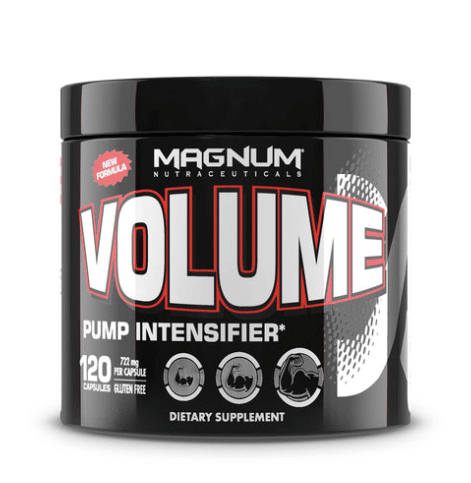 NEW
FORMULA
MAGNUM®
NUTRACEUTICALS
VOLUME
PUMP INTENSIFIER*
120
CAPSULES
722 mg
PER CAPSULE
GLUTEN FREE
DIETARY SUPPLEMENT